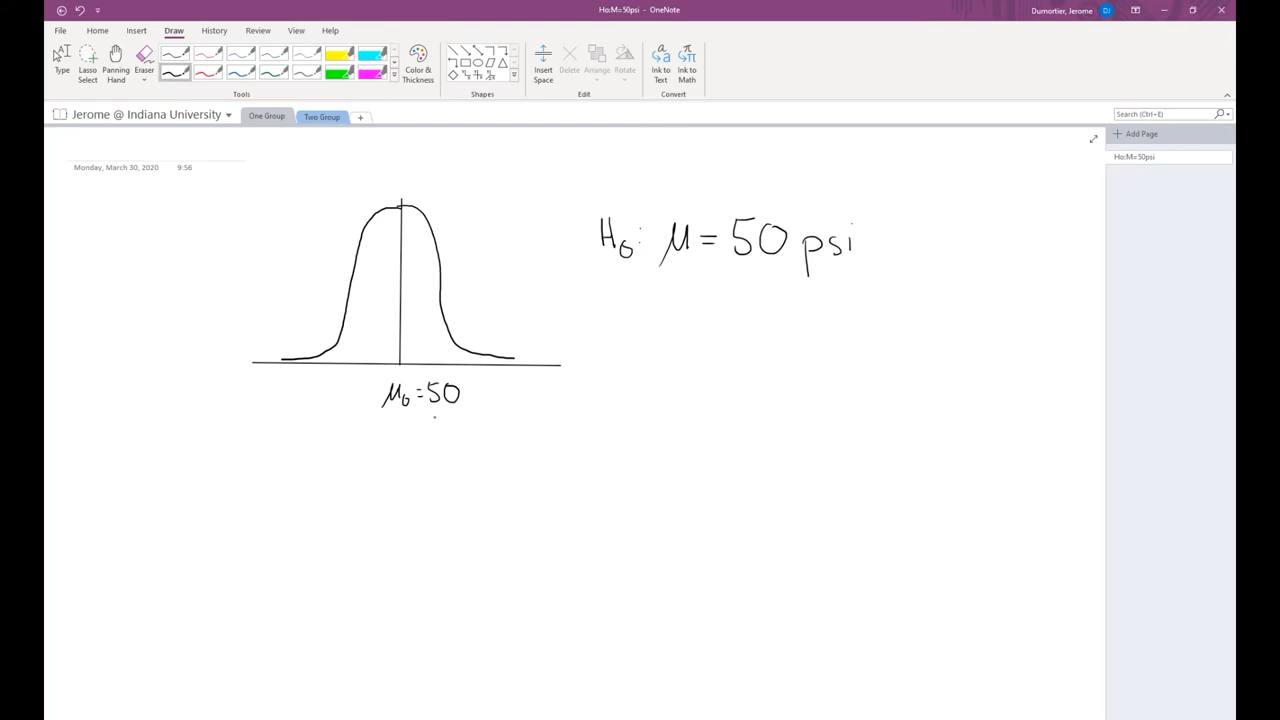 Ho:M=50psi - OneNote
Dumortier, Jerome DJ
File Home Insert Draw History Review View Help
Type
Lasso Select
Panning Hand
Eraser
Color & Thickness
Insert Space
Delete
Arrange
Rotate
Ink to Text
Ink to Math
Tools
Shapes
Edit
Convert
Jerome @ Indiana University
One Group
Two Group
Search (Ctrl+E)
Add Page
Ho:M=50psi
Monday, March 30, 2020 9:56
H₀: μ = 50 psi
μ₀ = 50